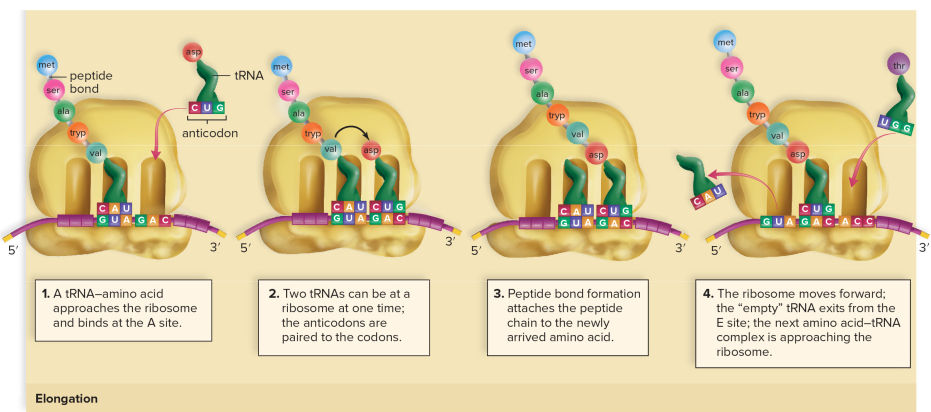 met
peptide
bond
ser
ala
tryp
val
asp
tRNA
C U G
anticodon
C A U
G U A G A C
5′
3′
met
ser
ala
tryp
val
asp
C A U C U G
G U A G A C
5′
3′
met
ser
ala
tryp
val
asp
C A U C U G
G U A G A C
5′
3′
met
ser
ala
tryp
val
asp
thr
U G G
C A U
C U G
G U A G A C A C C
5′
3′
1. A tRNA–amino acid
approaches the ribosome
and binds at the A site.
2. Two tRNAs can be at a
ribosome at one time;
the anticodons are
paired to the codons.
3. Peptide bond formation
attaches the peptide
chain to the newly
arrived amino acid.
4. The ribosome moves forward;
the “empty” tRNA exits from the
E site; the next amino acid–tRNA
complex is approaching the
ribosome.
Elongation